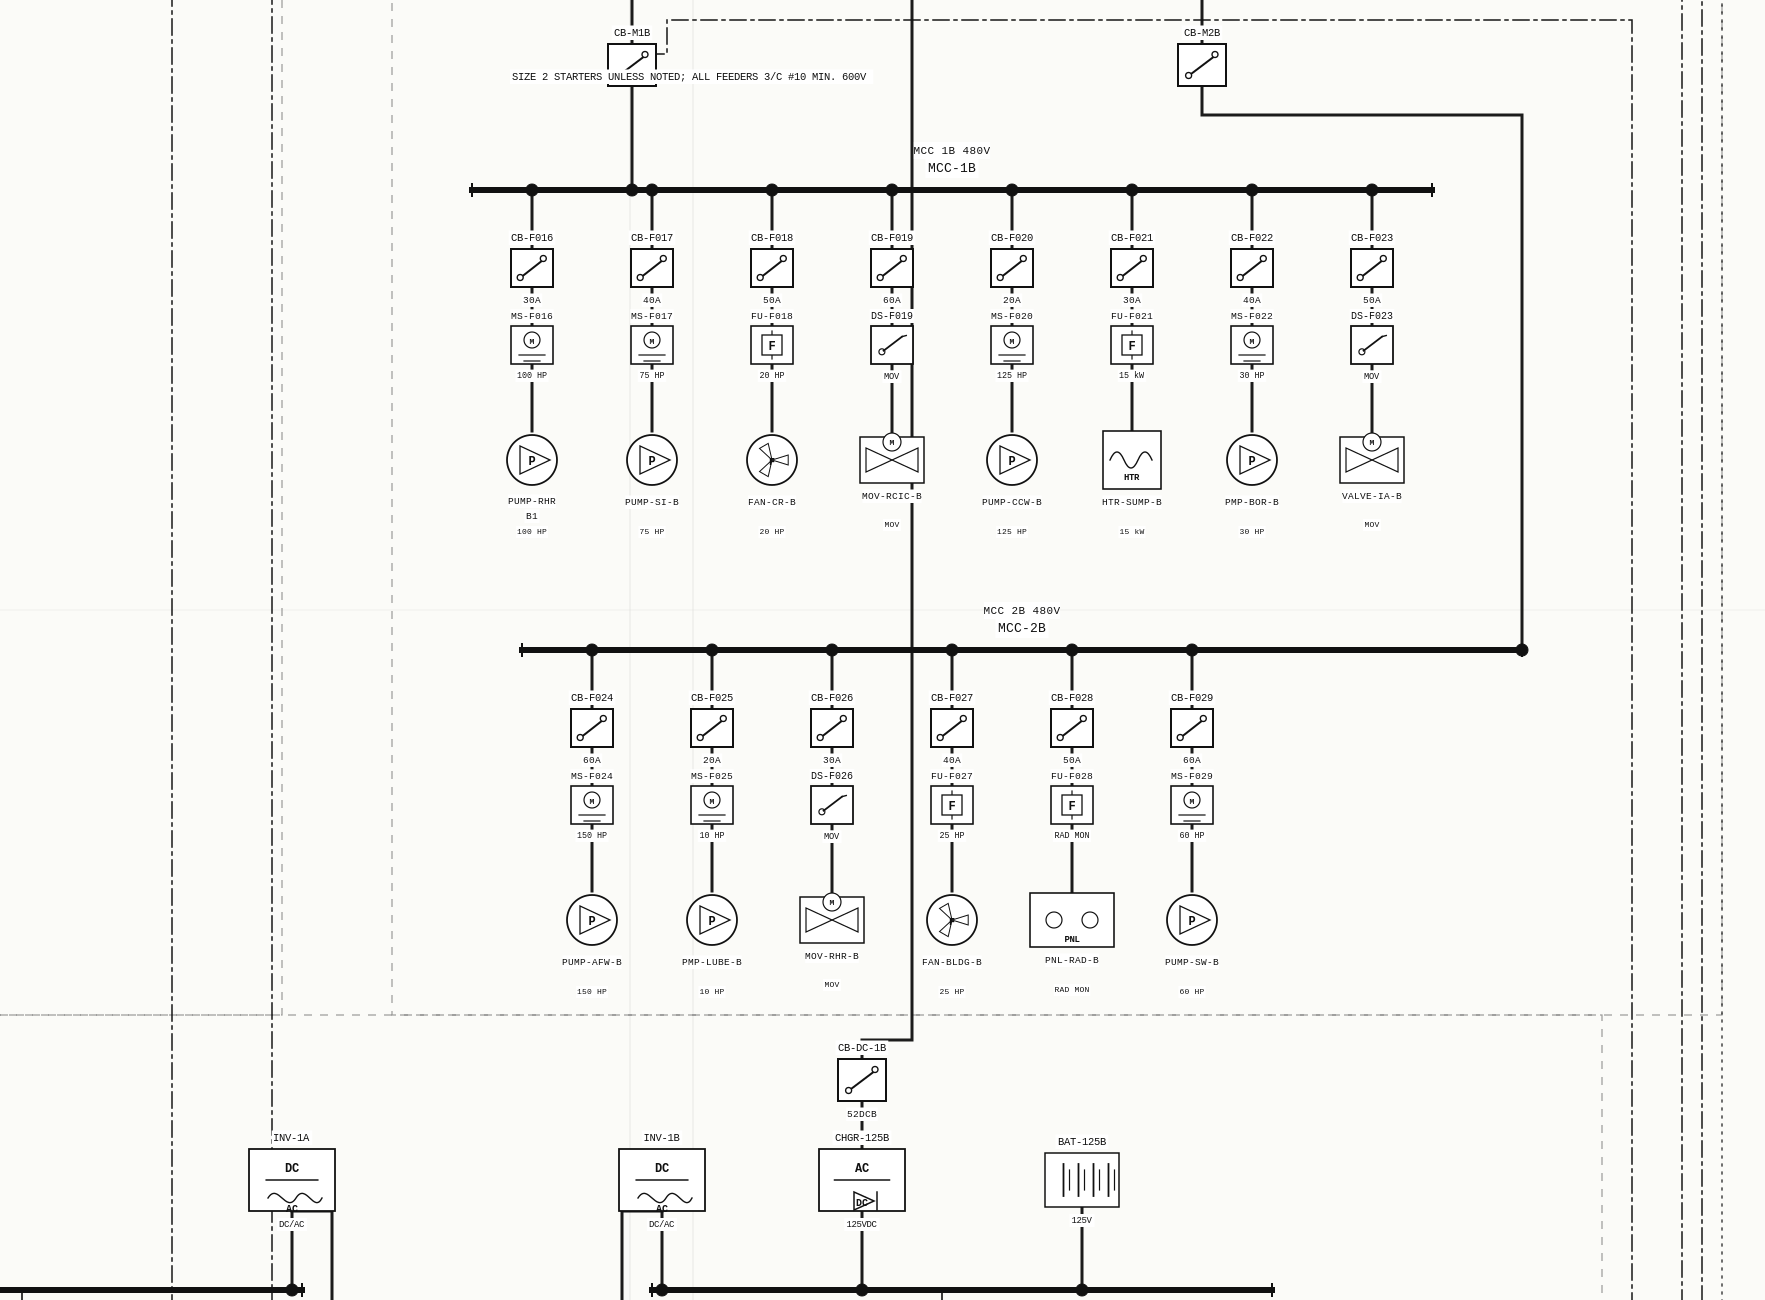 CB-M1B
CB-M2B
SIZE 2 STARTERS UNLESS NOTED; ALL FEEDERS 3/C #10 MIN. 600V
MCC 1B 480V
MCC-1B
CB-F016 CB-F017 CB-F018 CB-F019 CB-F020 CB-F021 CB-F022 CB-F023
30A 40A 50A 60A 20A 30A 40A 50A
MS-F016 MS-F017 FU-F018 DS-F019 MS-F020 FU-F021 MS-F022 DS-F023
M M F M F M
100 HP 75 HP 20 HP MOV 125 HP 15 kW 30 HP MOV
M M
P P P P
HTR
PUMP-RHR PUMP-SI-B FAN-CR-B MOV-RCIC-B PUMP-CCW-B HTR-SUMP-B PMP-BOR-B VALVE-IA-B
B1
100 HP 75 HP 20 HP MOV 125 HP 15 kW 30 HP MOV
MCC 2B 480V
MCC-2B
CB-F024 CB-F025 CB-F026 CB-F027 CB-F028 CB-F029
60A 20A 30A 40A 50A 60A
MS-F024 MS-F025 DS-F026 FU-F027 FU-F028 MS-F029
M M F F M
150 HP 10 HP MOV 25 HP RAD MON 60 HP
M
P P P
PNL
PUMP-AFW-B PMP-LUBE-B MOV-RHR-B FAN-BLDG-B PNL-RAD-B PUMP-SW-B
150 HP 10 HP MOV 25 HP RAD MON 60 HP
CB-DC-1B
52DCB
INV-1A INV-1B CHGR-125B BAT-125B
DC DC AC
AC AC DC
DC/AC DC/AC 125VDC 125V